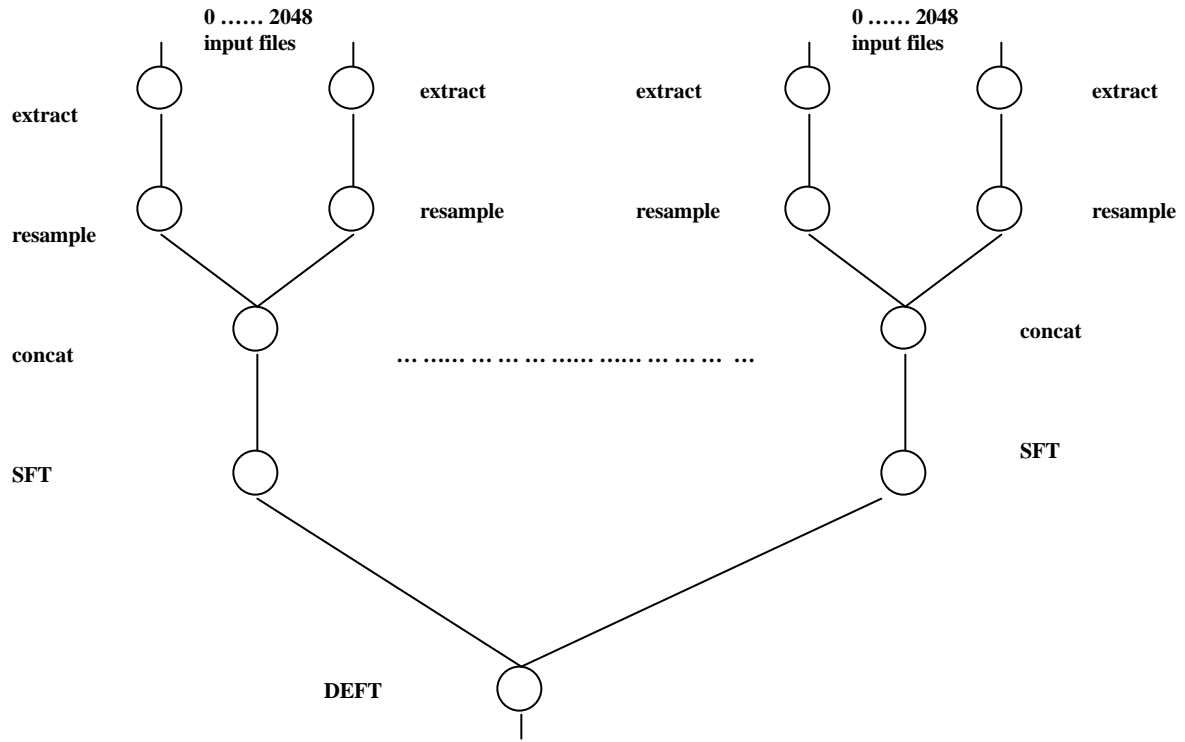 0 …… 2048
input files
0 …… 2048
input files
extract
extract
extract
extract
resample
resample
resample
resample
concat
… …… … … … …… …… … … … …
concat
SFT
SFT
DEFT